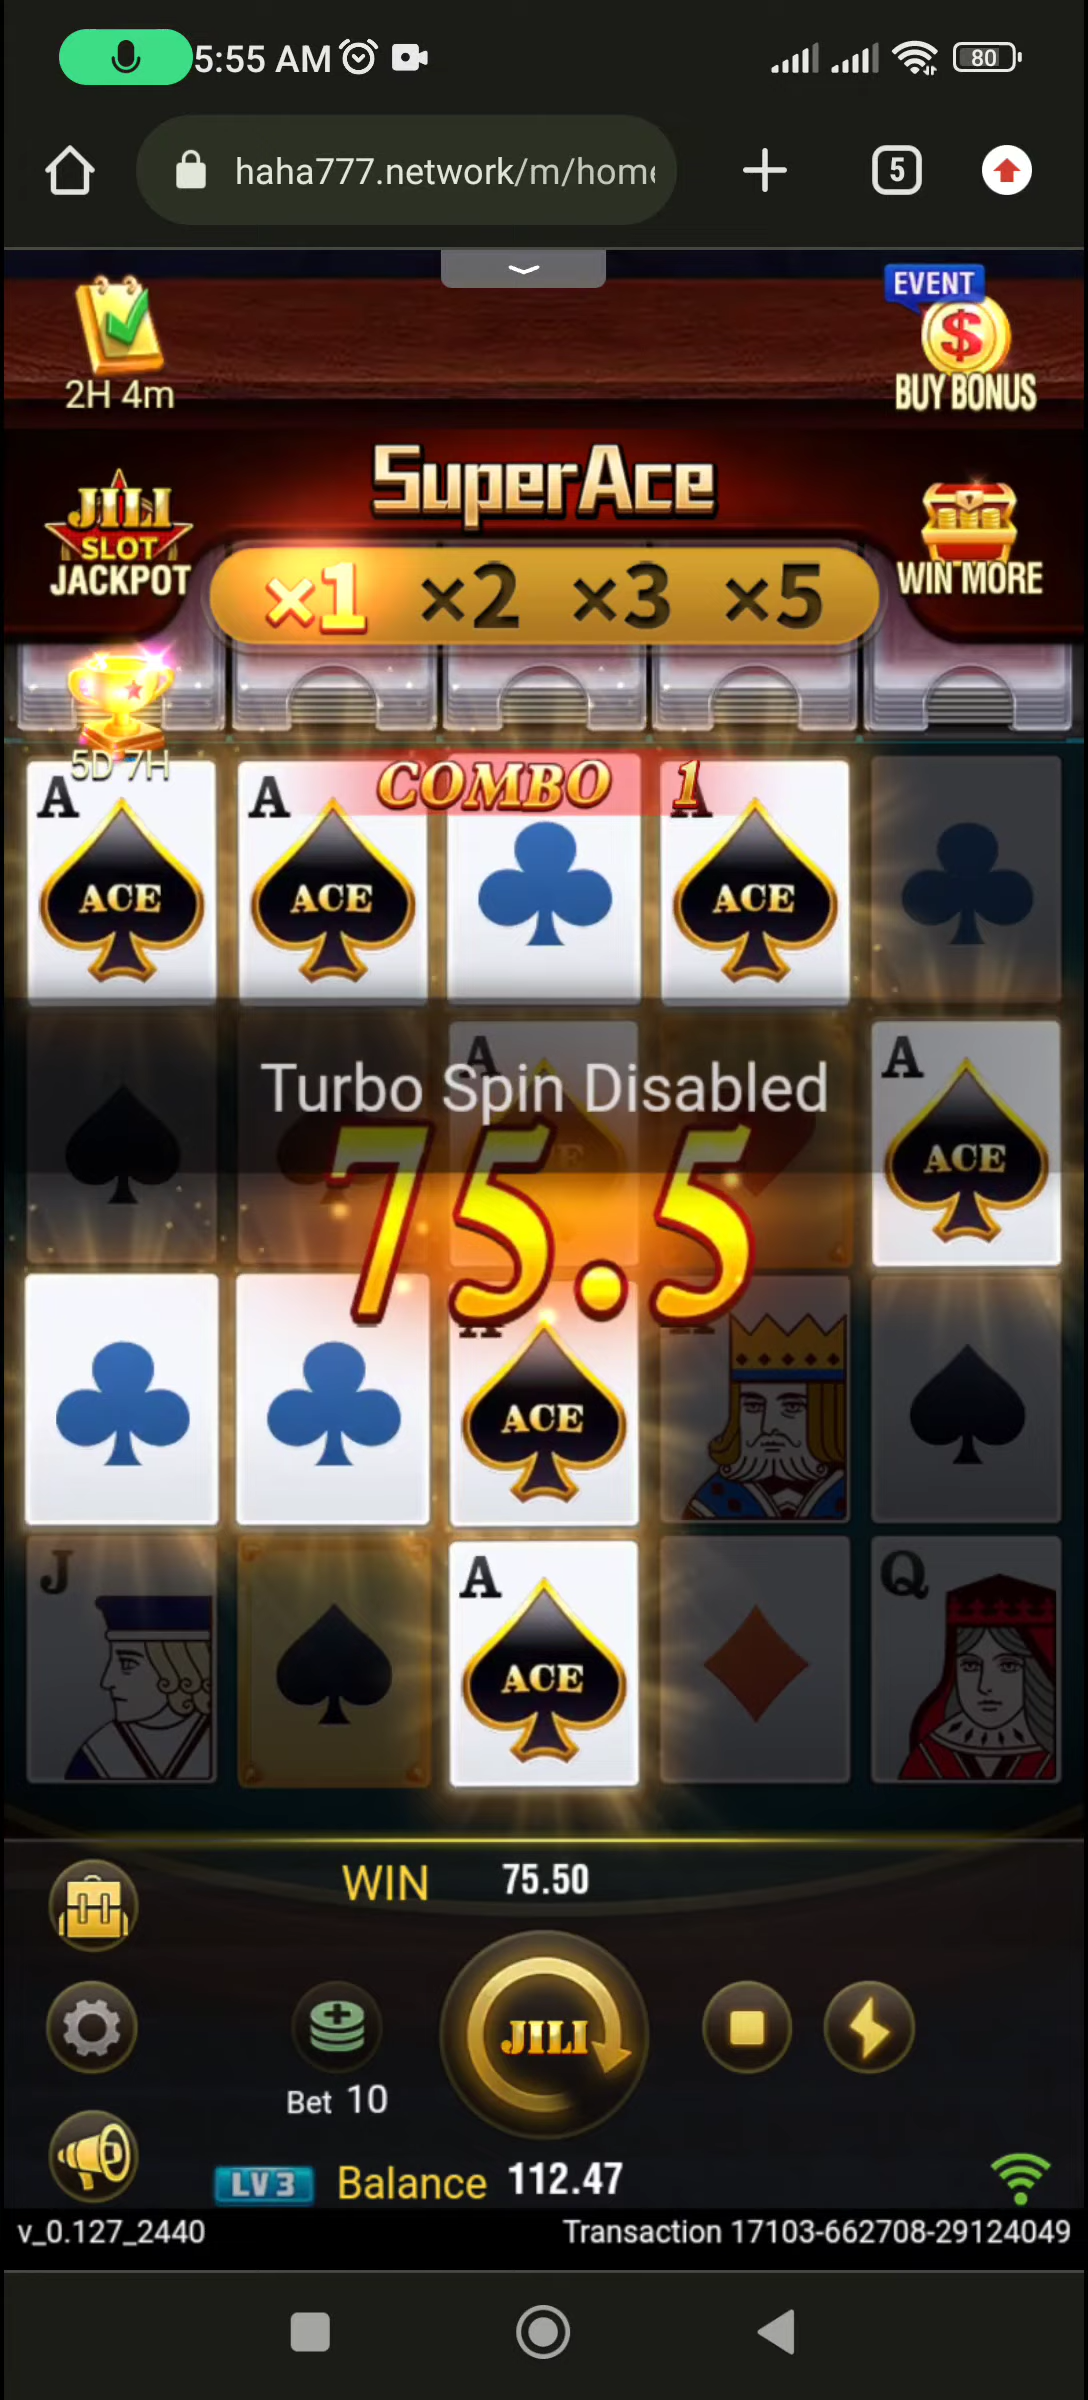 5:55 AM
80
haha777.network/m/home
5
EVENT
$
2H 4m
BUY BONUS
SuperAce
JILI
SLOT
JACKPOT
WIN MORE
×1 ×2 ×3 ×5
5D 7H
COMBO 1
A A A
ACE ACE ACE
A A
Turbo Spin Disabled
ACE
75.5
ACE
J A Q
ACE
WIN 75.50
JILI
Bet 10
LV 3 Balance 112.47
v_0.127_2440 Transaction 17103-662708-29124049